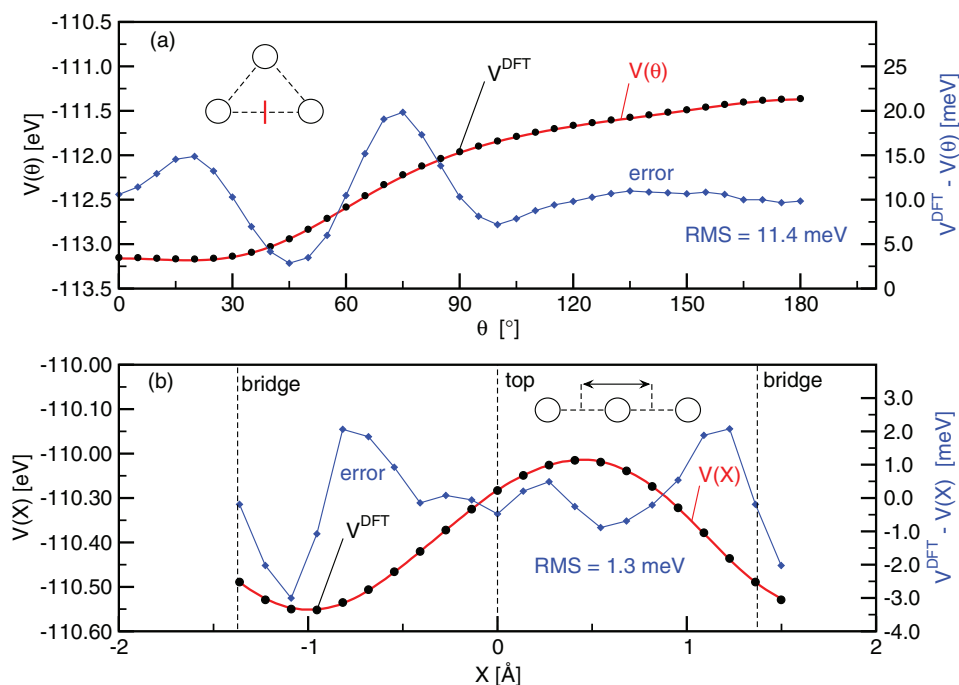 (a)
V^DFT
V(θ)
error
RMS = 11.4 meV
V(θ) [eV]
-110.5
-111.0
-111.5
-112.0
-112.5
-113.0
-113.5
V^DFT - V(θ) [meV]
25
20
15
10
5.0
0
0 30 60 90 120 150 180
θ [°]
(b)
bridge top bridge
error
V(X)
V^DFT
RMS = 1.3 meV
V(X) [eV]
-110.00
-110.10
-110.00
-110.30
-110.40
-110.50
-110.60
V^DFT - V(X) [meV]
3.0
2.0
1.0
0.0
-1.0
-2.0
-3.0
-4.0
-2 -1 0 1 2
X [Å]